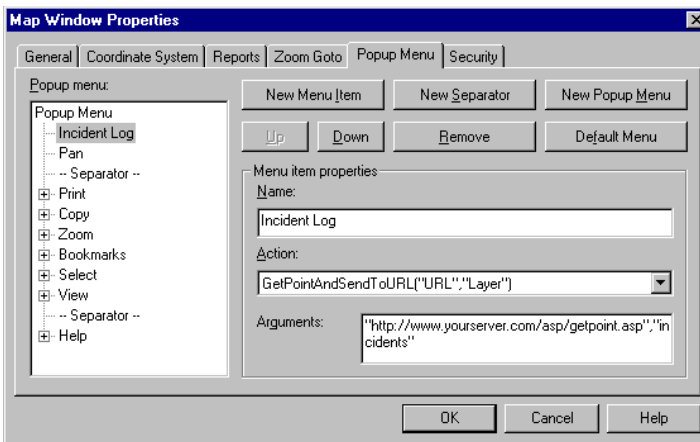 Map Window Properties
General Coordinate System Reports Zoom Goto Popup Menu Security
Popup menu:
Popup Menu
Incident Log
Pan
-- Separator --
Print
Copy
Zoom
Bookmarks
Select
View
-- Separator --
Help
New Menu Item New Separator New Popup Menu
Up Down Remove Default Menu
Menu item properties
Name:
Incident Log
Action:
GetPointAndSendToURL("URL","Layer")
Arguments:
"http://www.yourserver.com/asp/getpoint.asp","in
cidents"
OK Cancel Help